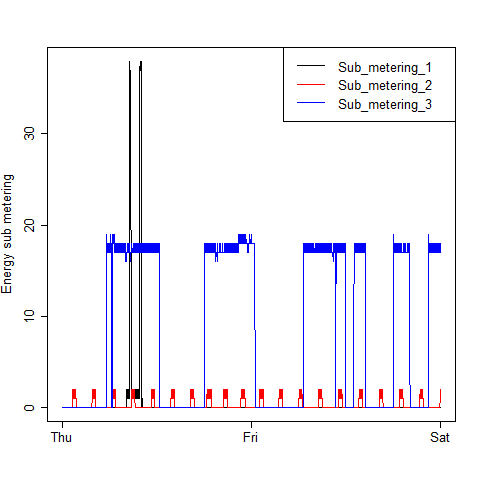 Sub_metering_1
Sub_metering_2
Sub_metering_3
Energy sub metering
30
20
10
0
Thu Fri Sat